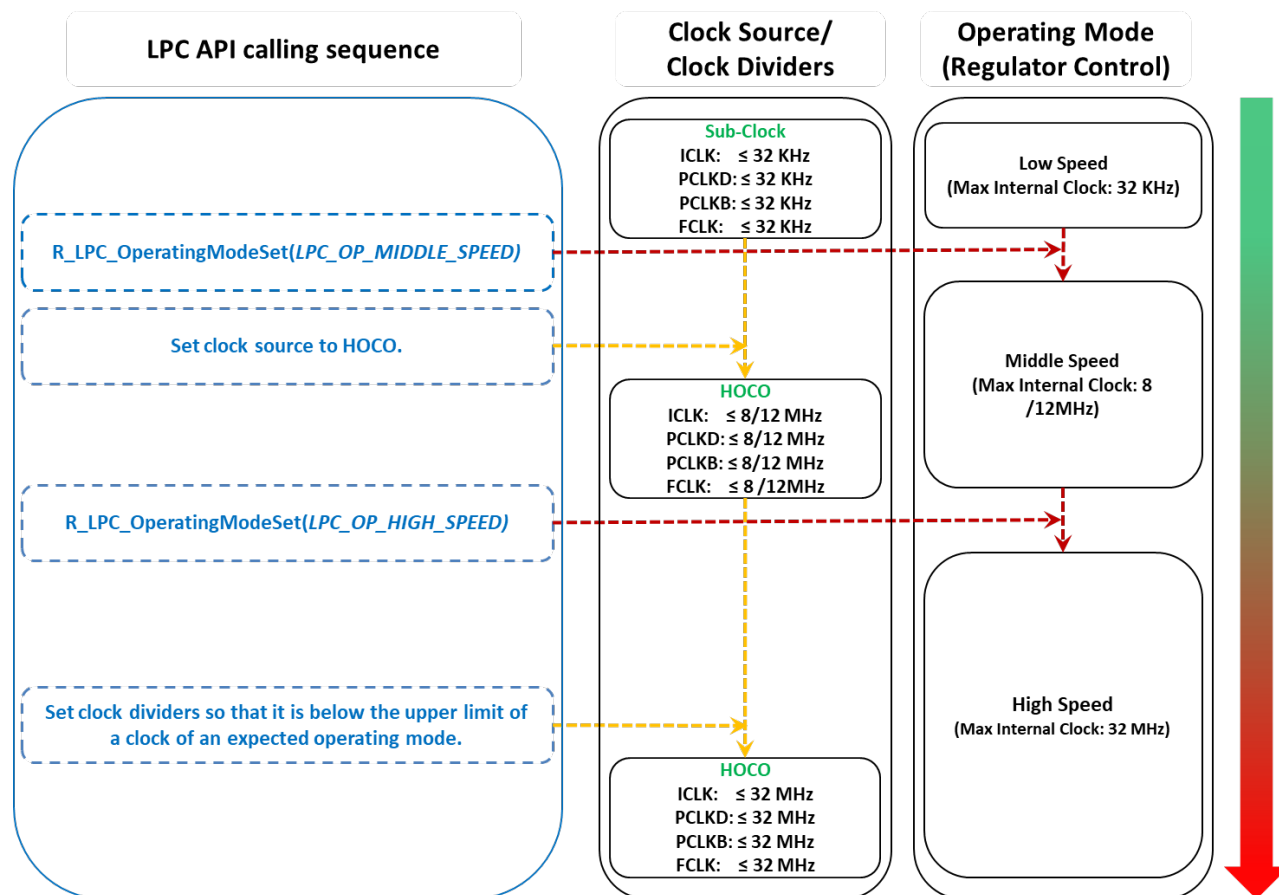 LPC API calling sequence
Clock Source/
Clock Dividers
Operating Mode
(Regulator Control)
Sub-Clock
ICLK: ≤ 32 KHz
PCLKD: ≤ 32 KHz
PCLKB: ≤ 32 KHz
FCLK: ≤ 32 KHz
Low Speed
(Max Internal Clock: 32 KHz)
R_LPC_OperatingModeSet(LPC_OP_MIDDLE_SPEED)
Set clock source to HOCO.
HOCO
ICLK: ≤ 8/12 MHz
PCLKD: ≤ 8/12 MHz
PCLKB: ≤ 8/12 MHz
FCLK: ≤ 8 /12MHz
Middle Speed
(Max Internal Clock: 8
/12MHz)
R_LPC_OperatingModeSet(LPC_OP_HIGH_SPEED)
Set clock dividers so that it is below the upper limit of
a clock of an expected operating mode.
High Speed
(Max Internal Clock: 32 MHz)
HOCO
ICLK: ≤ 32 MHz
PCLKD: ≤ 32 MHz
PCLKB: ≤ 32 MHz
FCLK: ≤ 32 MHz